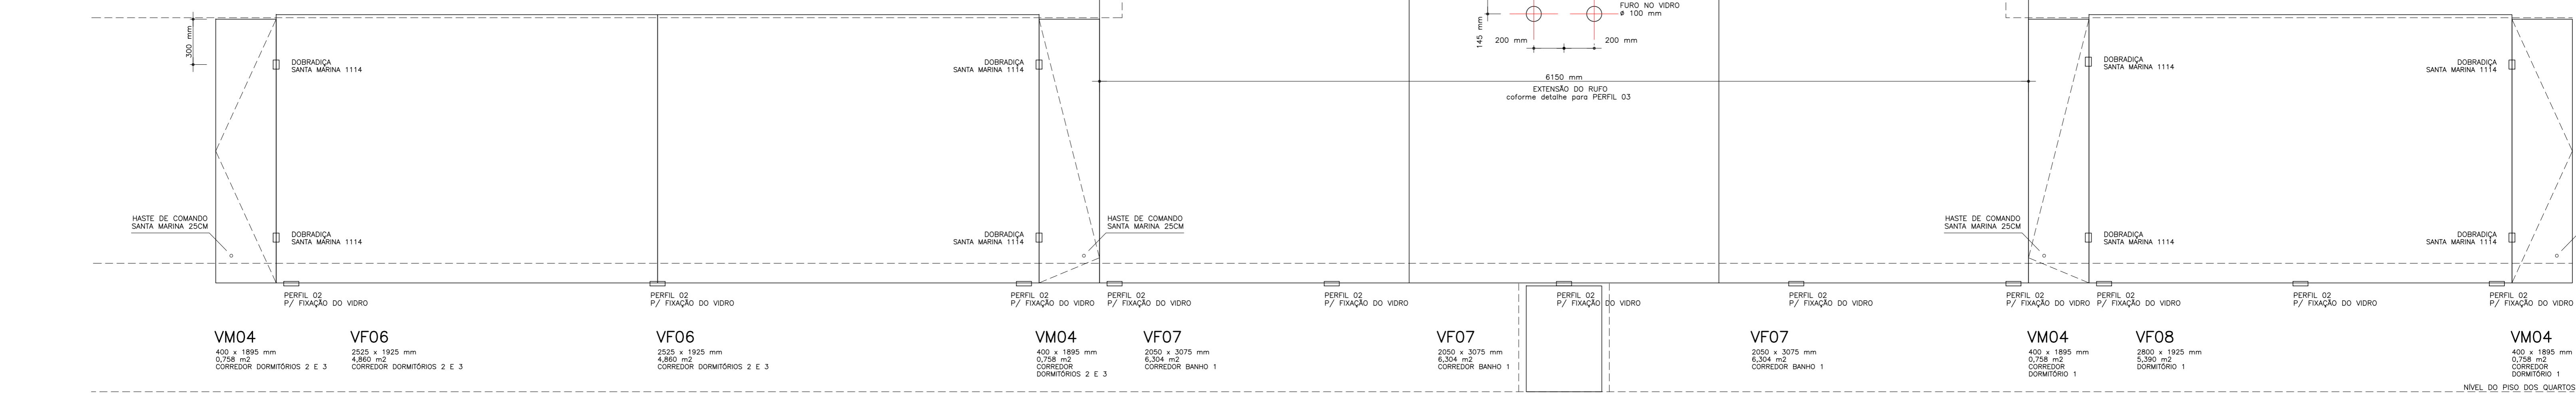 FURO NO VIDRO
ø 100 mm
145 mm
200 mm
200 mm
300 mm
DOBRADIÇA
SANTA MARINA 1114
DOBRADIÇA
SANTA MARINA 1114
DOBRADIÇA
SANTA MARINA 1114
DOBRADIÇA
SANTA MARINA 1114
6150 mm
EXTENSÃO DO RUFO
coforme detalhe para PERFIL 03
HASTE DE COMANDO
SANTA MARINA 25CM
HASTE DE COMANDO
SANTA MARINA 25CM
HASTE DE COMANDO
SANTA MARINA 25CM
DOBRADIÇA
SANTA MARINA 1114
DOBRADIÇA
SANTA MARINA 1114
DOBRADIÇA
SANTA MARINA 1114
DOBRADIÇA
SANTA MARINA 1114
PERFIL 02
P/ FIXAÇÃO DO VIDRO
PERFIL 02
P/ FIXAÇÃO DO VIDRO
PERFIL 02
P/ FIXAÇÃO DO VIDRO
PERFIL 02
P/ FIXAÇÃO DO VIDRO
PERFIL 02
P/ FIXAÇÃO DO VIDRO
PERFIL 02
P/ FIXAÇÃO DO VIDRO
PERFIL 02
P/ FIXAÇÃO DO VIDRO
PERFIL 02
P/ FIXAÇÃO DO VIDRO
PERFIL 02
P/ FIXAÇÃO DO VIDRO
PERFIL 02
P/ FIXAÇÃO DO VIDRO
PERFIL 02
P/ FIXAÇÃO DO VIDRO
VM04
400 x 1895 mm
0,758 m2
CORREDOR DORMITÓRIOS 2 E 3
VF06
2525 x 1925 mm
4,860 m2
CORREDOR DORMITÓRIOS 2 E 3
VF06
2525 x 1925 mm
4,860 m2
CORREDOR DORMITÓRIOS 2 E 3
VM04
400 x 1895 mm
0,758 m2
CORREDOR
DORMITÓRIOS 2 E 3
VF07
2050 x 3075 mm
6,304 m2
CORREDOR BANHO 1
VF07
2050 x 3075 mm
6,304 m2
CORREDOR BANHO 1
VF07
2050 x 3075 mm
6,304 m2
CORREDOR BANHO 1
VM04
400 x 1895 mm
0,758 m2
CORREDOR
DORMITÓRIO 1
VF08
2800 x 1925 mm
5,390 m2
DORMITÓRIO 1
VM04
400 x 1895 mm
0,758 m2
CORREDOR
DORMITÓRIO 1
NÍVEL DO PISO DOS QUARTOS